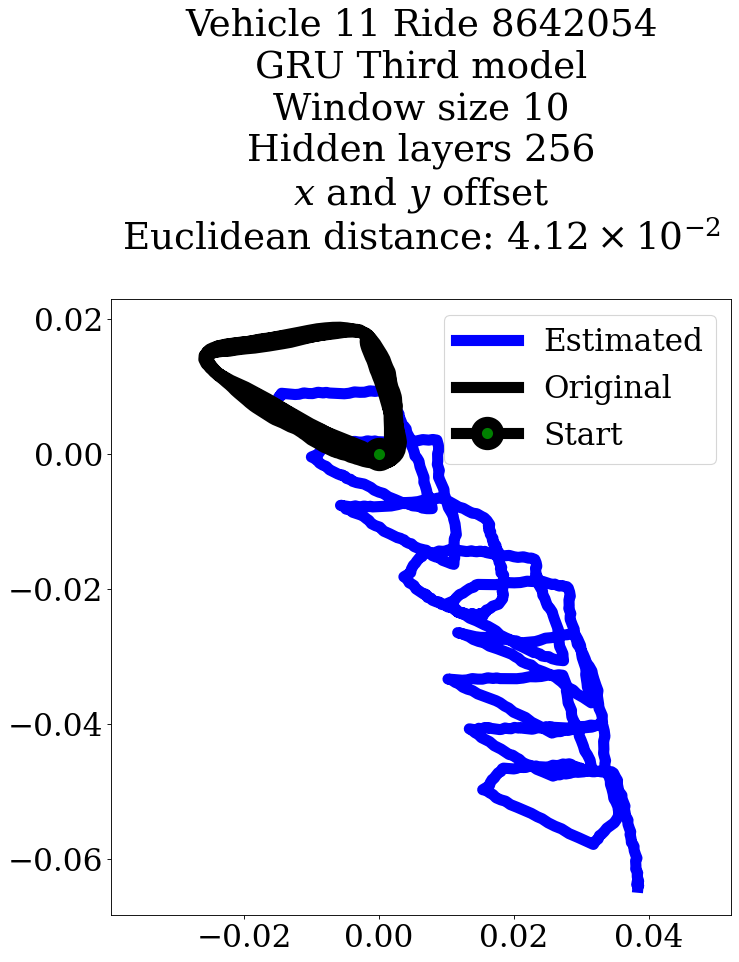 Vehicle 11 Ride 8642054
GRU Third model
Window size 10
Hidden layers 256
x and y offset
Euclidean distance: 4.12 × 10⁻²
Estimated
Original
Start
0.02
0.00
−0.02
−0.04
−0.06
−0.02 0.00 0.02 0.04